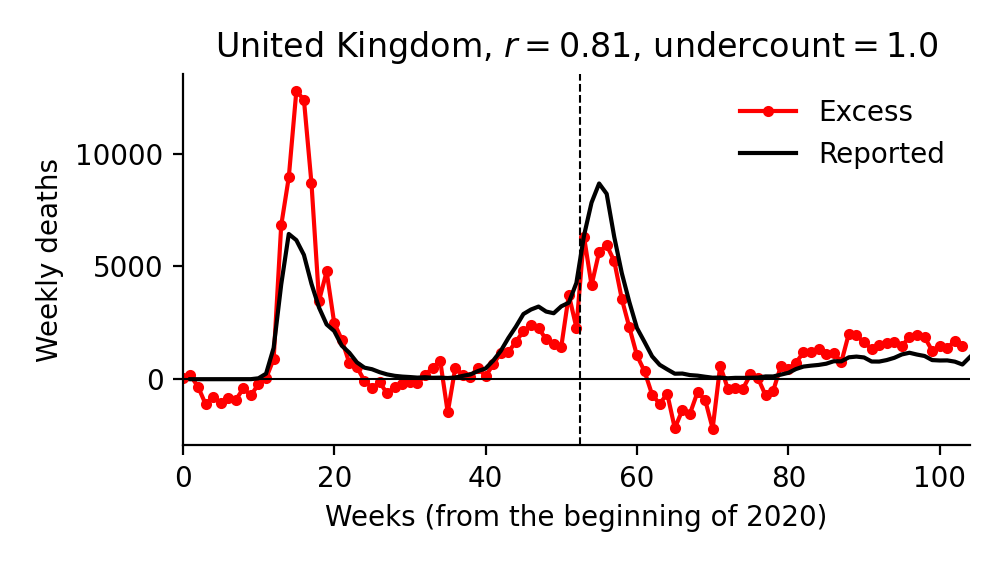 United Kingdom, r = 0.81, undercount = 1.0
Excess
Reported
10000
5000
0
Weekly deaths
0 20 40 60 80 100
Weeks (from the beginning of 2020)